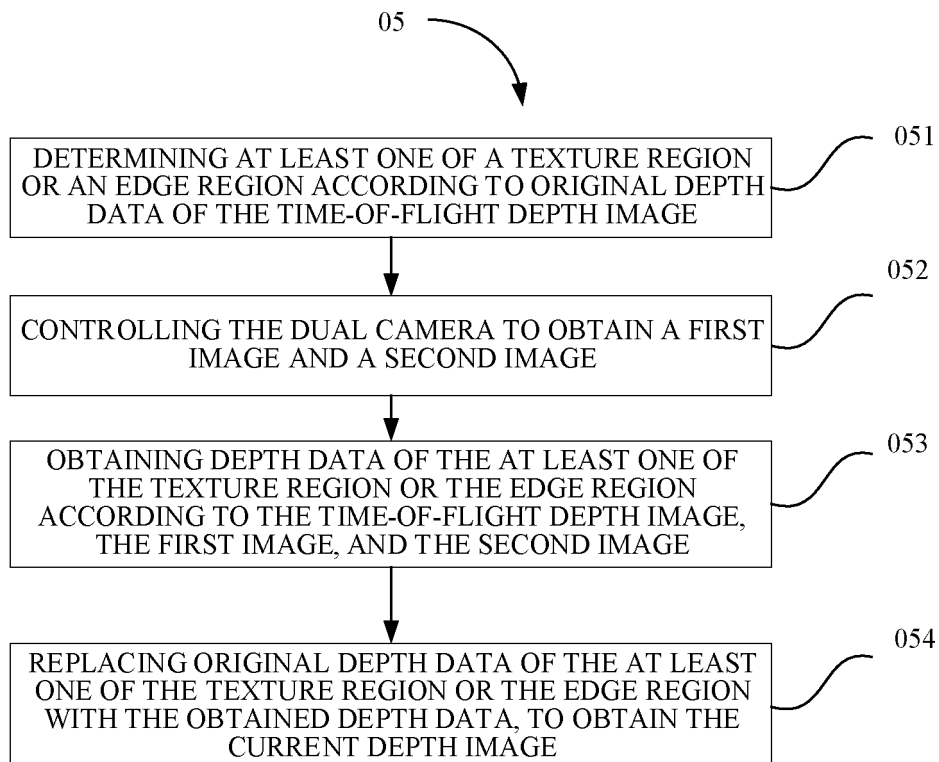 05
DETERMINING AT LEAST ONE OF A TEXTURE REGION
OR AN EDGE REGION ACCORDING TO ORIGINAL DEPTH
DATA OF THE TIME-OF-FLIGHT DEPTH IMAGE
051
CONTROLLING THE DUAL CAMERA TO OBTAIN A FIRST
IMAGE AND A SECOND IMAGE
052
OBTAINING DEPTH DATA OF THE AT LEAST ONE OF
THE TEXTURE REGION OR THE EDGE REGION
ACCORDING TO THE TIME-OF-FLIGHT DEPTH IMAGE,
THE FIRST IMAGE, AND THE SECOND IMAGE
053
REPLACING ORIGINAL DEPTH DATA OF THE AT LEAST
ONE OF THE TEXTURE REGION OR THE EDGE REGION
WITH THE OBTAINED DEPTH DATA, TO OBTAIN THE
CURRENT DEPTH IMAGE
054